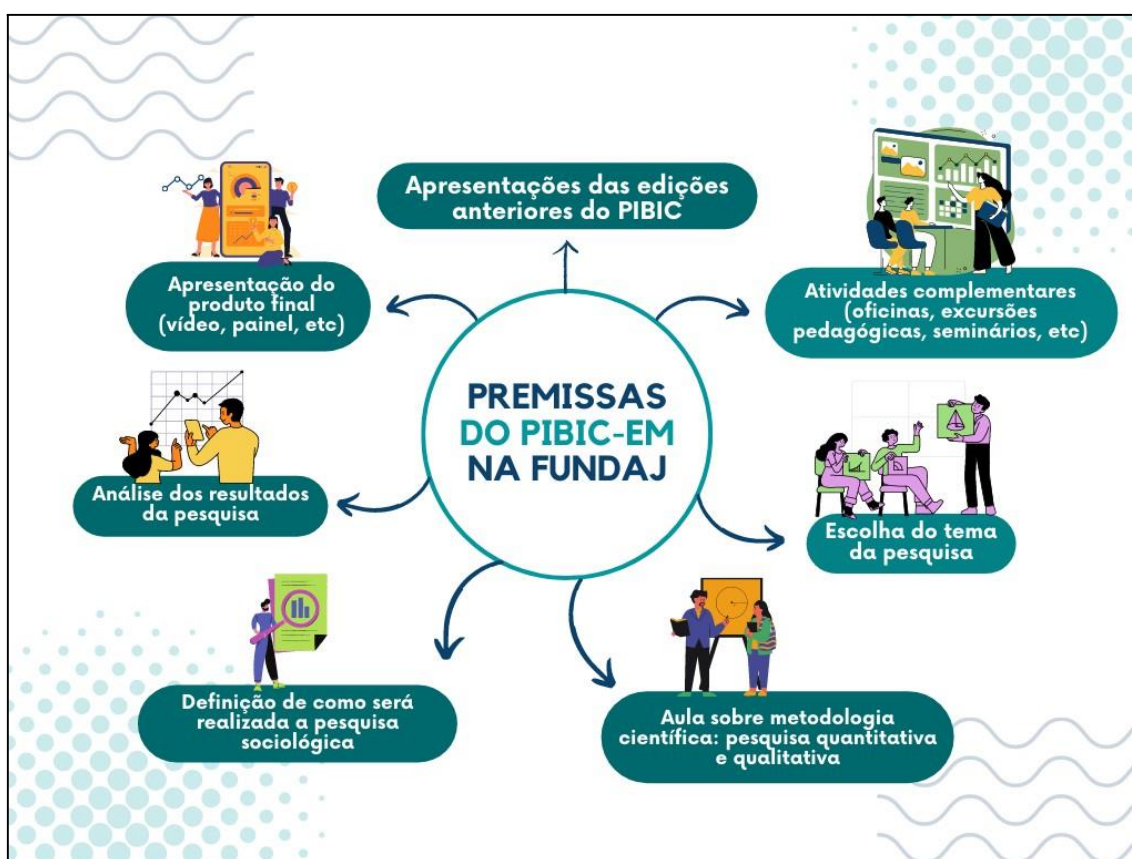 Apresentações das edições
anteriores do PIBIC
Atividades complementares
(oficinas, excursões
pedagógicas, seminários, etc)
Escolha do tema
da pesquisa
Aula sobre metodologia
científica: pesquisa quantitativa
e qualitativa
Definição de como será
realizada a pesquisa
sociológica
Análise dos resultados
da pesquisa
Apresentação do
produto final
(vídeo, painel, etc)
PREMISSAS
DO PIBIC-EM
NA FUNDAJ